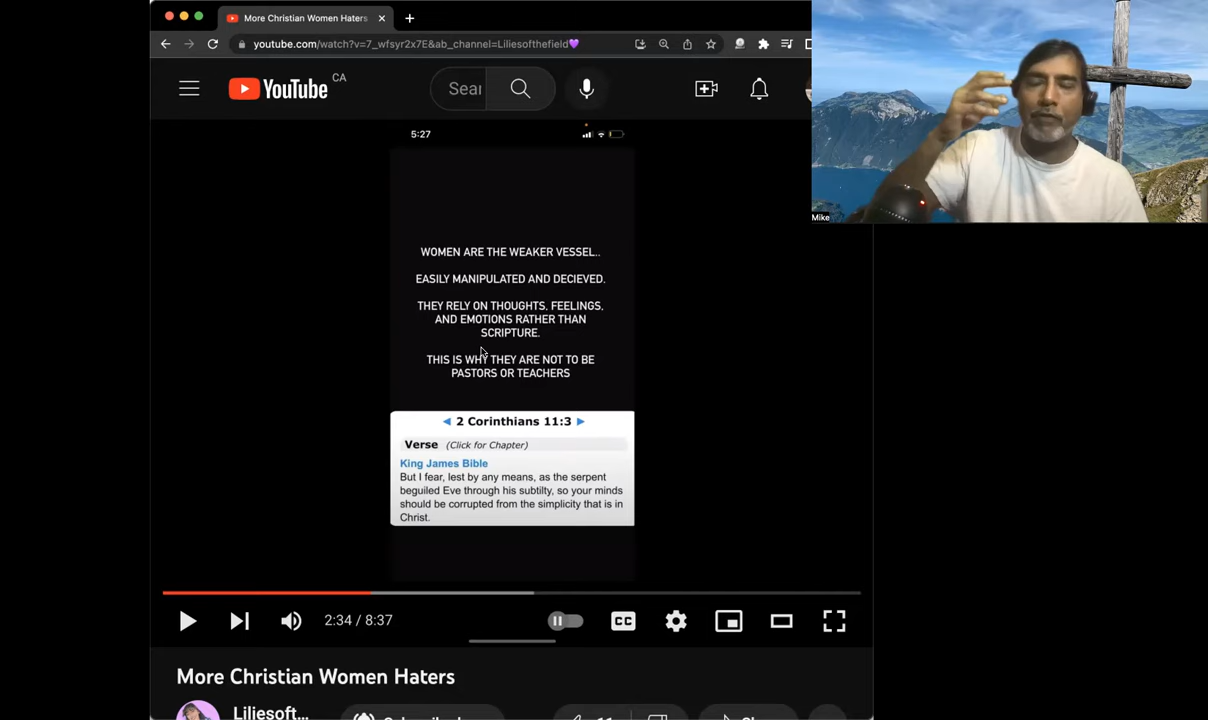 More Christian Women Haters
youtube.com/watch?v=7_wfsyr2x7E&ab_channel=Liliesofthefield💜
YouTube CA
Sear
5:27
WOMEN ARE THE WEAKER VESSEL..
EASILY MANIPULATED AND DECIEVED.
THEY RELY ON THOUGHTS, FEELINGS,
AND EMOTIONS RATHER THAN
SCRIPTURE.
THIS IS WHY THEY ARE NOT TO BE
PASTORS OR TEACHERS
2 Corinthians 11:3
Verse (Click for Chapter)
King James Bible
But I fear, lest by any means, as the serpent
beguiled Eve through his subtilty, so your minds
should be corrupted from the simplicity that is in
Christ.
Mike
2:34 / 8:37
CC
More Christian Women Haters
Liliesoft...